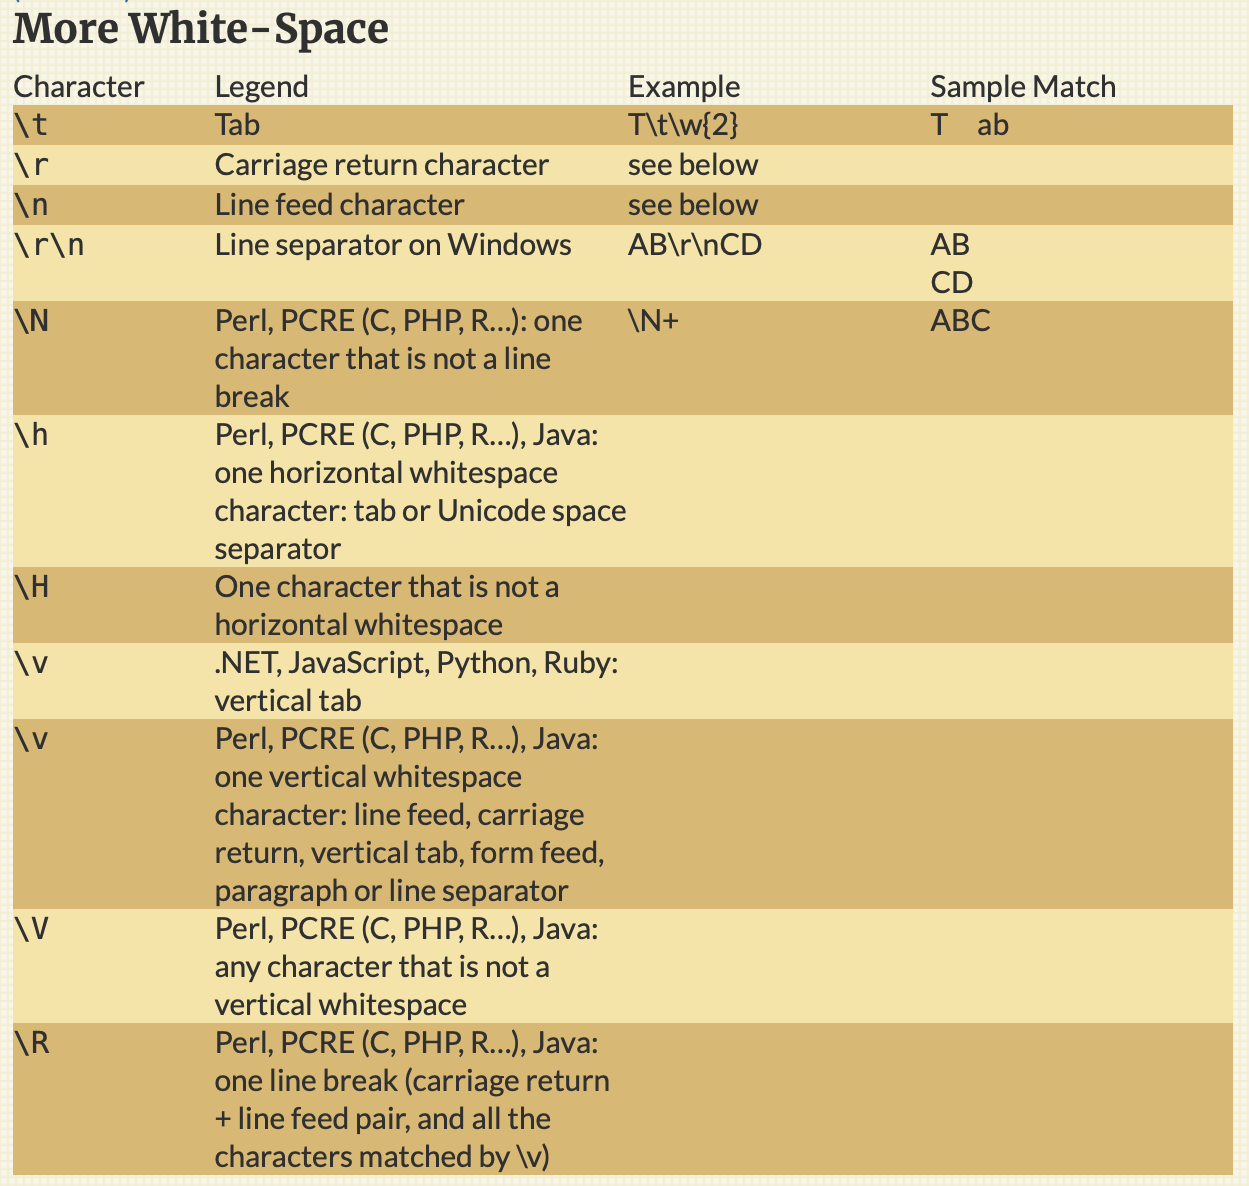 More White-Space
Character Legend Example Sample Match
\t Tab T\t\w{2} T ab
\r Carriage return character see below
\n Line feed character see below
\r\n Line separator on Windows AB\r\nCD AB
CD
\N Perl, PCRE (C, PHP, R…): one \N+ ABC
character that is not a line
break
\h Perl, PCRE (C, PHP, R…), Java:
one horizontal whitespace
character: tab or Unicode space
separator
\H One character that is not a
horizontal whitespace
\v .NET, JavaScript, Python, Ruby:
vertical tab
\v Perl, PCRE (C, PHP, R…), Java:
one vertical whitespace
character: line feed, carriage
return, vertical tab, form feed,
paragraph or line separator
\V Perl, PCRE (C, PHP, R…), Java:
any character that is not a
vertical whitespace
\R Perl, PCRE (C, PHP, R…), Java:
one line break (carriage return
+ line feed pair, and all the
characters matched by \v)